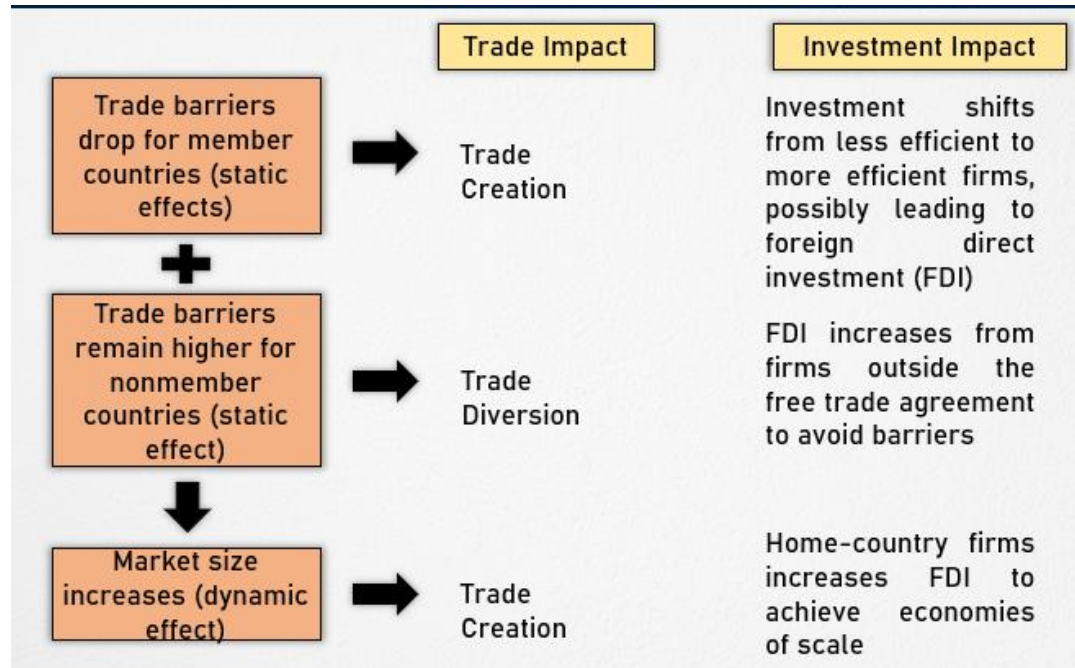 Trade Impact
Investment Impact
Trade barriers
drop for member
countries (static
effects)
Trade
Creation
Investment shifts
from less efficient to
more efficient firms,
possibly leading to
foreign direct
investment (FDI)
Trade barriers
remain higher for
nonmember
countries (static
effect)
Trade
Diversion
FDI increases from
firms outside the
free trade agreement
to avoid barriers
Market size
increases (dynamic
effect)
Trade
Creation
Home-country firms
increases FDI to
achieve economies
of scale